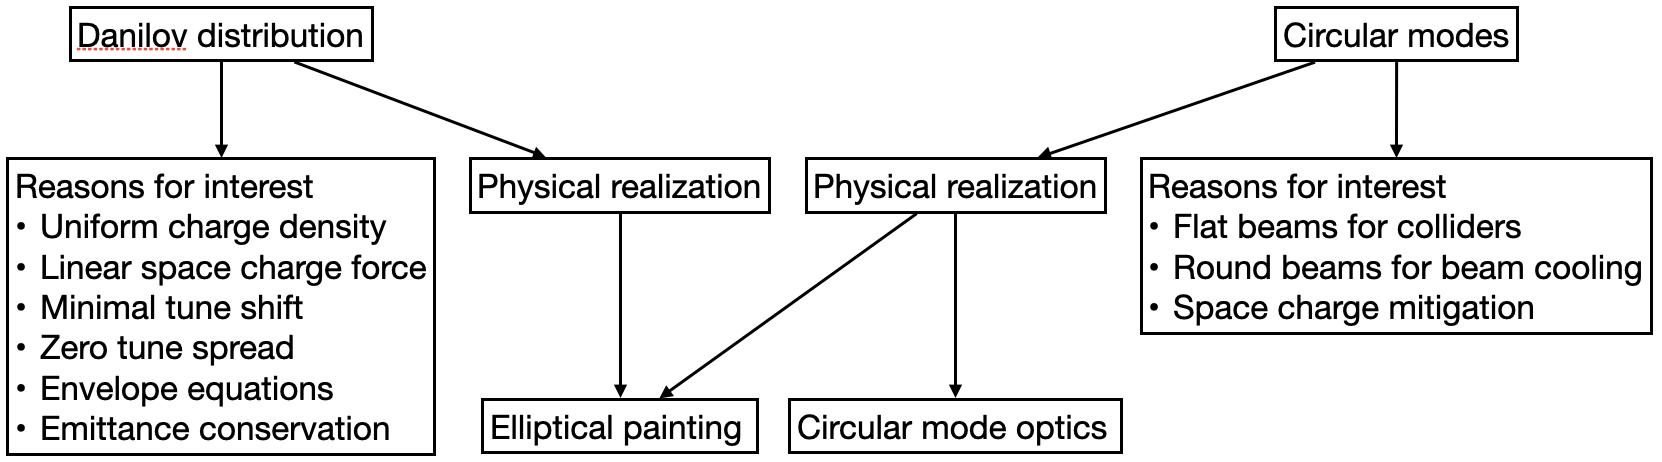 Danilov distribution
Circular modes
Reasons for interest
• Uniform charge density
• Linear space charge force
• Minimal tune shift
• Zero tune spread
• Envelope equations
• Emittance conservation
Physical realization
Physical realization
Reasons for interest
• Flat beams for colliders
• Round beams for beam cooling
• Space charge mitigation
Elliptical painting
Circular mode optics